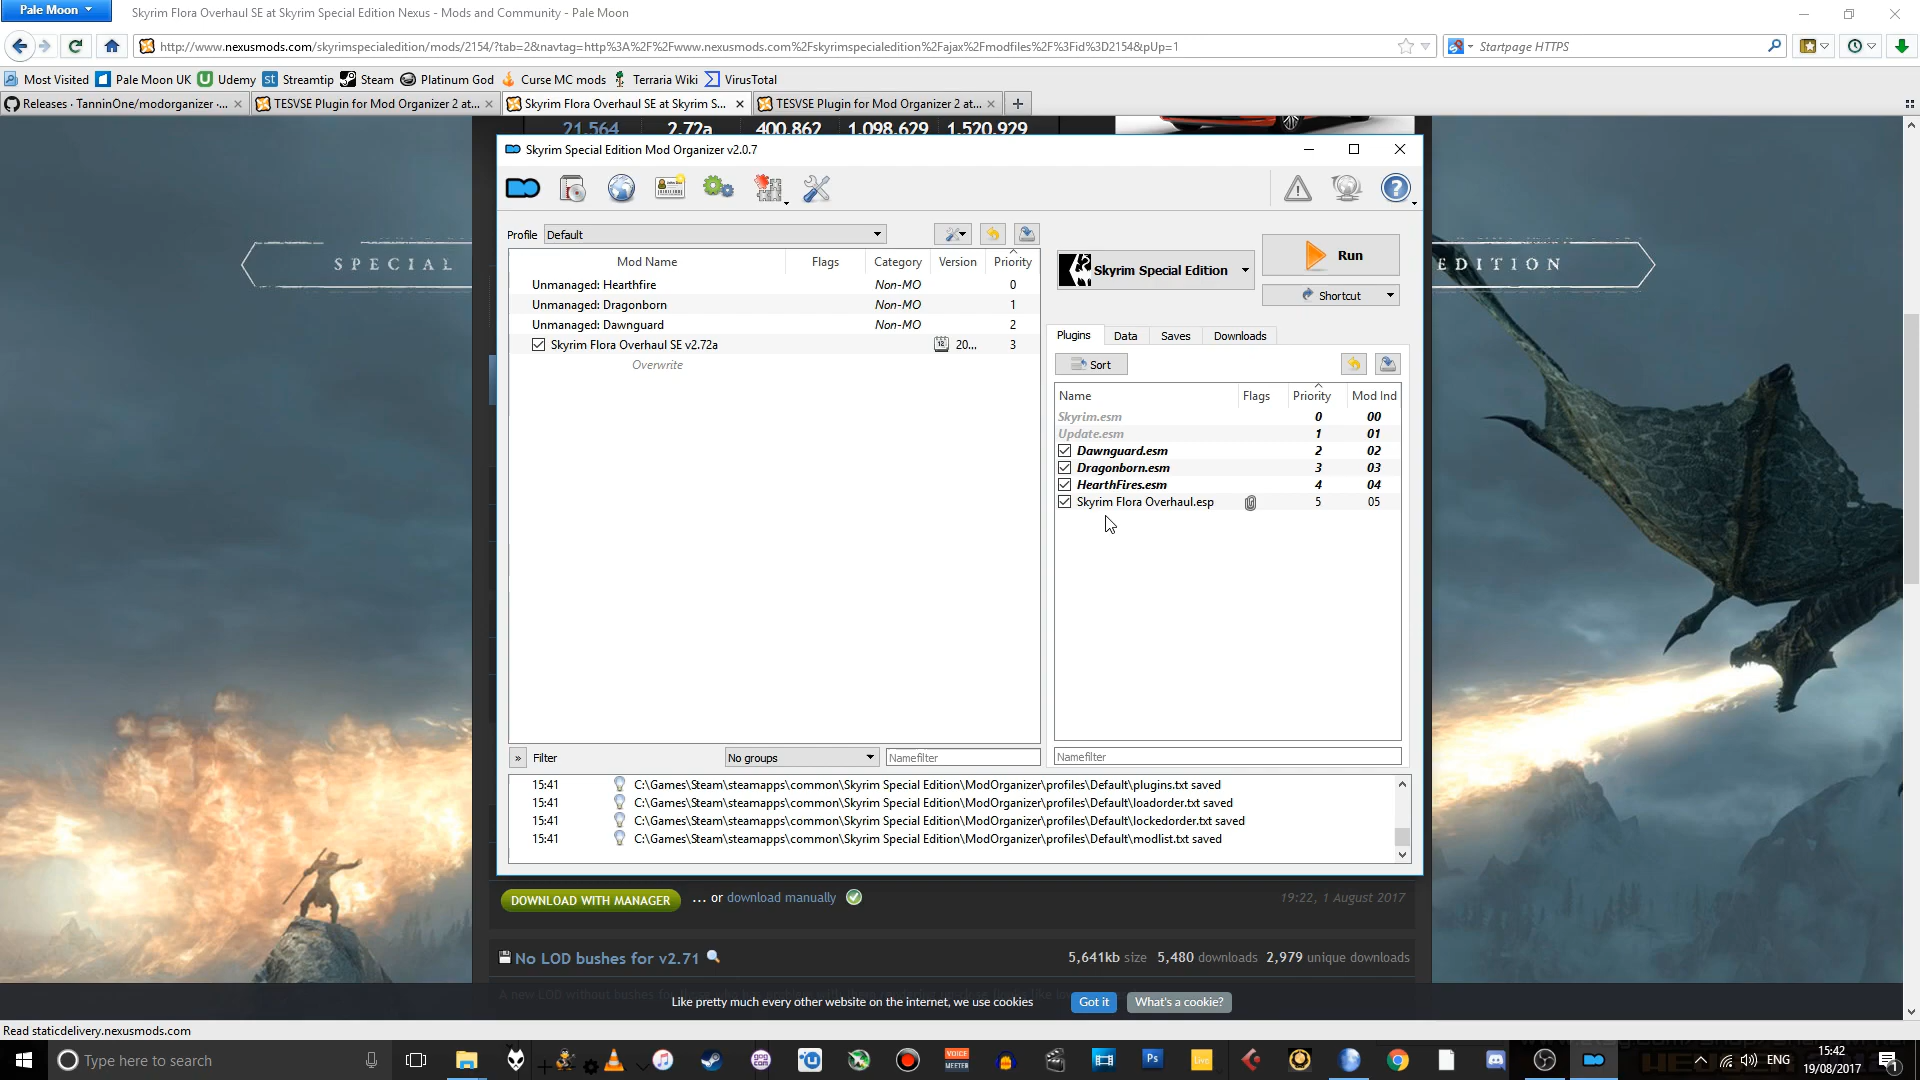 Pale Moon
Skyrim Flora Overhaul SE at Skyrim Special Edition Nexus - Mods and Community - Pale Moon
http://www.nexusmods.com/skyrimspecialedition/mods/2154/?tab=2&navtag=http%3A%2F%2Fwww.nexusmods.com%2Fskyrimspecialedition%2Fajax%2Fmodfiles%2F%3Fid%3D2154&pUp=1
Startpage HTTPS
Most Visited Pale Moon UK Udemy Streamtip Steam Platinum God Curse MC mods Terraria Wiki VirusTotal
Releases · TanninOne/modorganizer ·...
TESVSE Plugin for Mod Organizer 2 at...
Skyrim Flora Overhaul SE at Skyrim S...
TESVSE Plugin for Mod Organizer 2 at...
21,564 2.72a 400,862 1,098,629 1,520,929
SPECIAL
EDITION
Skyrim Special Edition Mod Organizer v2.0.7
Profile Default
Mod Name Flags Category Version Priority
Unmanaged: Hearthfire Non-MO 0
Unmanaged: Dragonborn Non-MO 1
Unmanaged: Dawnguard Non-MO 2
Skyrim Flora Overhaul SE v2.72a 20... 3
Overwrite
Skyrim Special Edition
Run
Shortcut
Plugins Data Saves Downloads
Sort
Name Flags Priority Mod Ind
Skyrim.esm 0 00
Update.esm 1 01
Dawnguard.esm 2 02
Dragonborn.esm 3 03
HearthFires.esm 4 04
Skyrim Flora Overhaul.esp 5 05
» Filter No groups Namefilter
Namefilter
15:41 C:\Games\Steam\steamapps\common\Skyrim Special Edition\ModOrganizer\profiles\Default\plugins.txt saved
15:41 C:\Games\Steam\steamapps\common\Skyrim Special Edition\ModOrganizer\profiles\Default\loadorder.txt saved
15:41 C:\Games\Steam\steamapps\common\Skyrim Special Edition\ModOrganizer\profiles\Default\lockedorder.txt saved
15:41 C:\Games\Steam\steamapps\common\Skyrim Special Edition\ModOrganizer\profiles\Default\modlist.txt saved
DOWNLOAD WITH MANAGER ... or download manually 19:22, 1 August 2017
No LOD bushes for v2.71 5,641kb size 5,480 downloads 2,979 unique downloads
A new LOD without bushes for
Like pretty much every other website on the internet, we use cookies Got it What's a cookie?
Read staticdelivery.nexusmods.com
Type here to search
ENG
15:42
19/08/2017